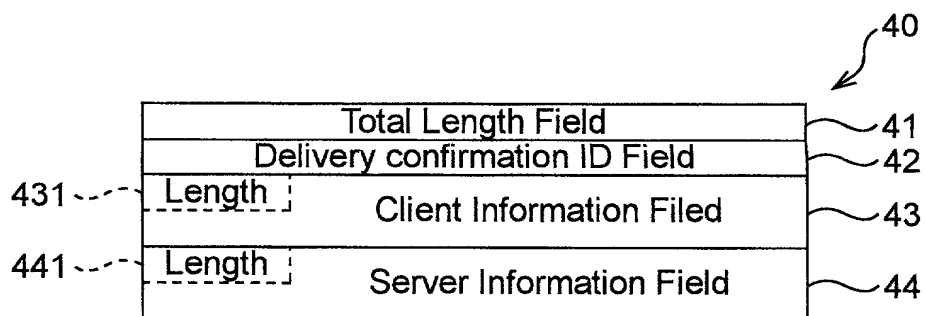 40
Total Length Field 41
Delivery confirmation ID Field 42
431 Length
Client Information Filed 43
441 Length
Server Information Field 44